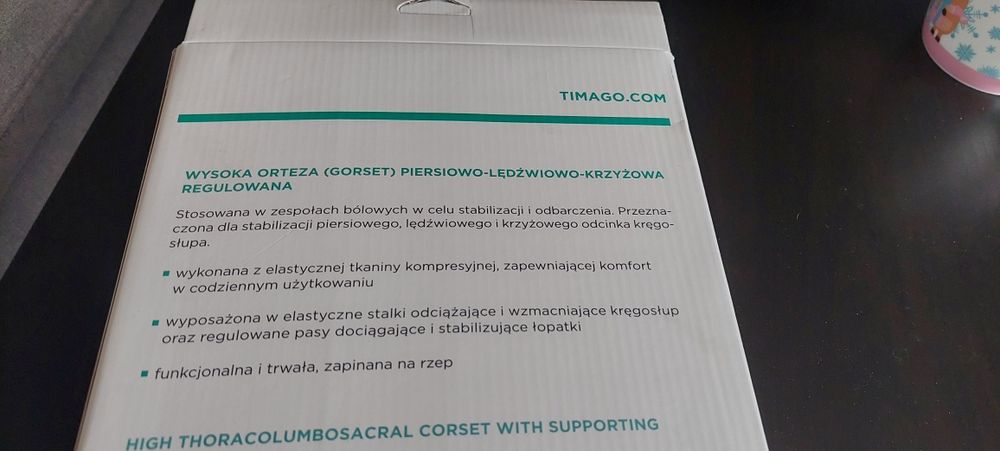 TIMAGO.COM
WYSOKA ORTEZA (GORSET) PIERSIOWO-LĘDŹWIOWO-KRZYŻOWA
REGULOWANA
Stosowana w zespołach bólowych w celu stabilizacji i odbarczenia. Przezna-
czona dla stabilizacji piersiowego, lędźwiowego i krzyżowego odcinka kręgo-
słupa.
▪ wykonana z elastycznej tkaniny kompresyjnej, zapewniającej komfort
w codziennym użytkowaniu
▪ wyposażona w elastyczne stalki odciążające i wzmacniające kręgosłup
oraz regulowane pasy dociągające i stabilizujące łopatki
▪ funkcjonalna i trwała, zapinana na rzep
HIGH THORACOLUMBOSACRAL CORSET WITH SUPPORTING